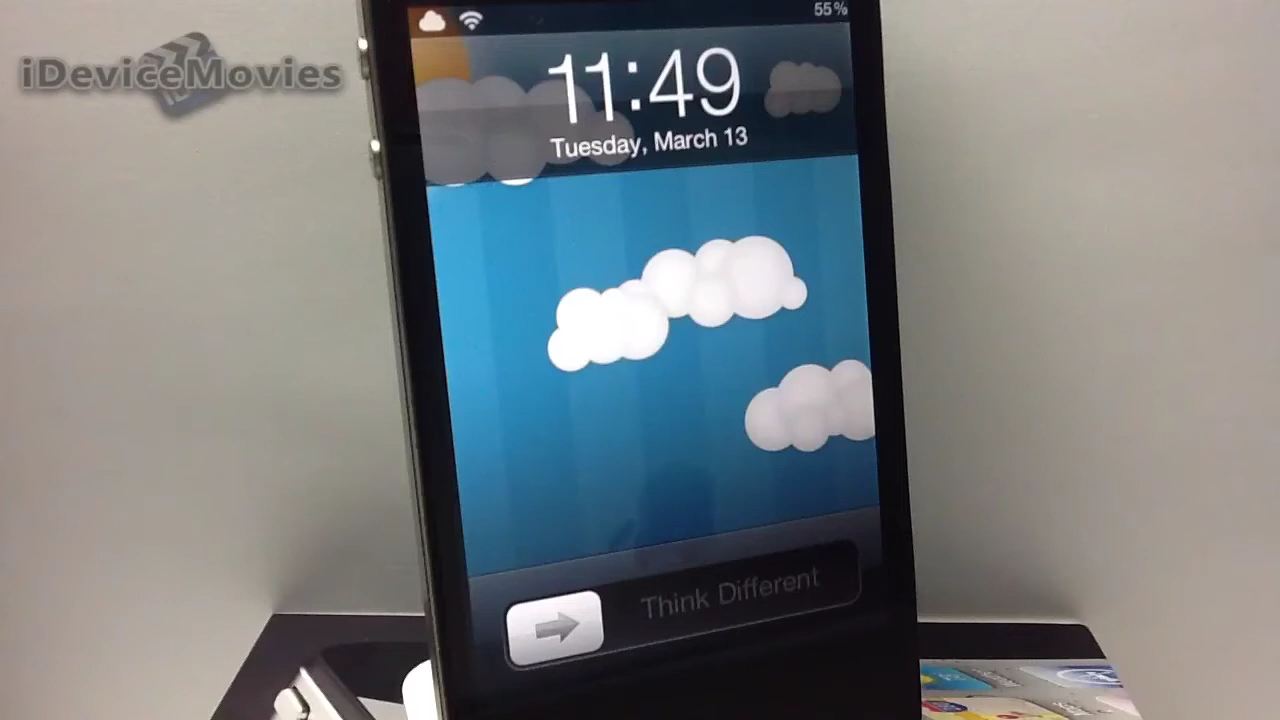 iDeviceMovies
55%
11:49
Tuesday, March 13
Think Different